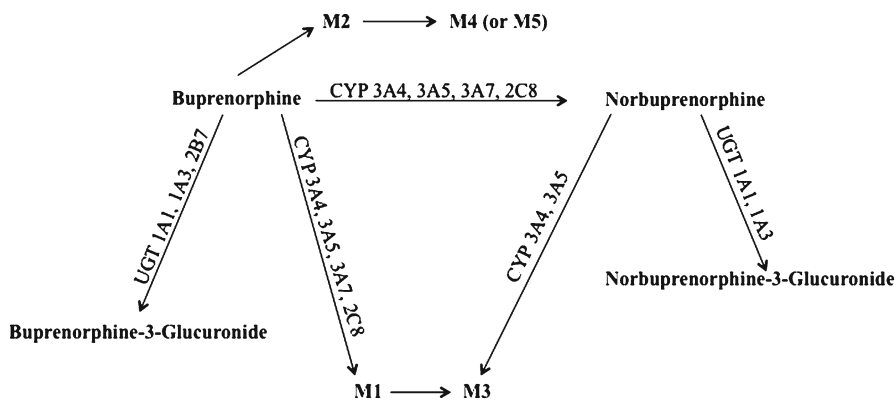 M2 M4 (or M5)
Buprenorphine CYP 3A4, 3A5, 3A7, 2C8 Norbuprenorphine
UGT 1A1, 1A3, 2B7
CYP 3A4, 3A5, 3A7, 2C8
CYP 3A4, 3A5
UGT 1A1, 1A3
Norbuprenorphine-3-Glucuronide
Buprenorphine-3-Glucuronide
M1 M3